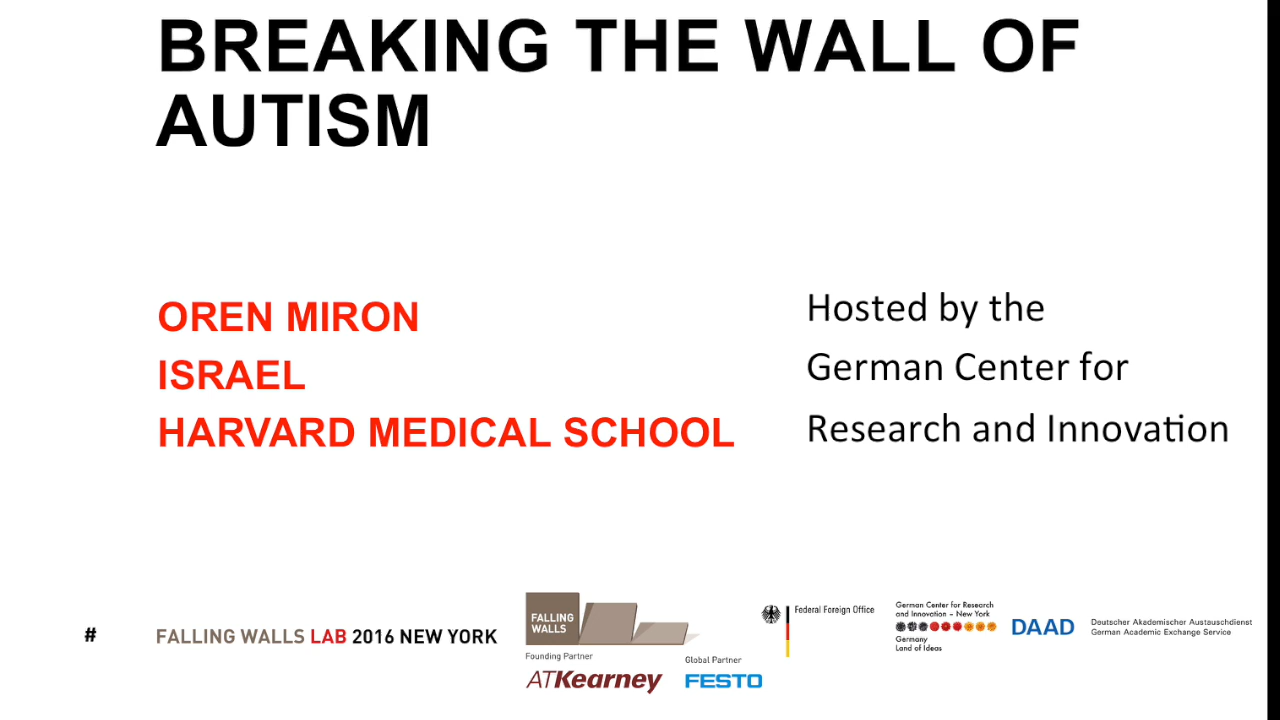 BREAKING THE WALL OF
AUTISM
OREN MIRON
ISRAEL
HARVARD MEDICAL SCHOOL
Hosted by the
German Center for
Research and Innovation
#
FALLING WALLS LAB 2016 NEW YORK
FALLING
WALLS
Founding Partner
ATKearney
Global Partner
FESTO
Federal Foreign Office
German Center for Research
and Innovation – New York
Germany
Land of Ideas
DAAD
Deutscher Akademischer Austauschdienst
German Academic Exchange Service